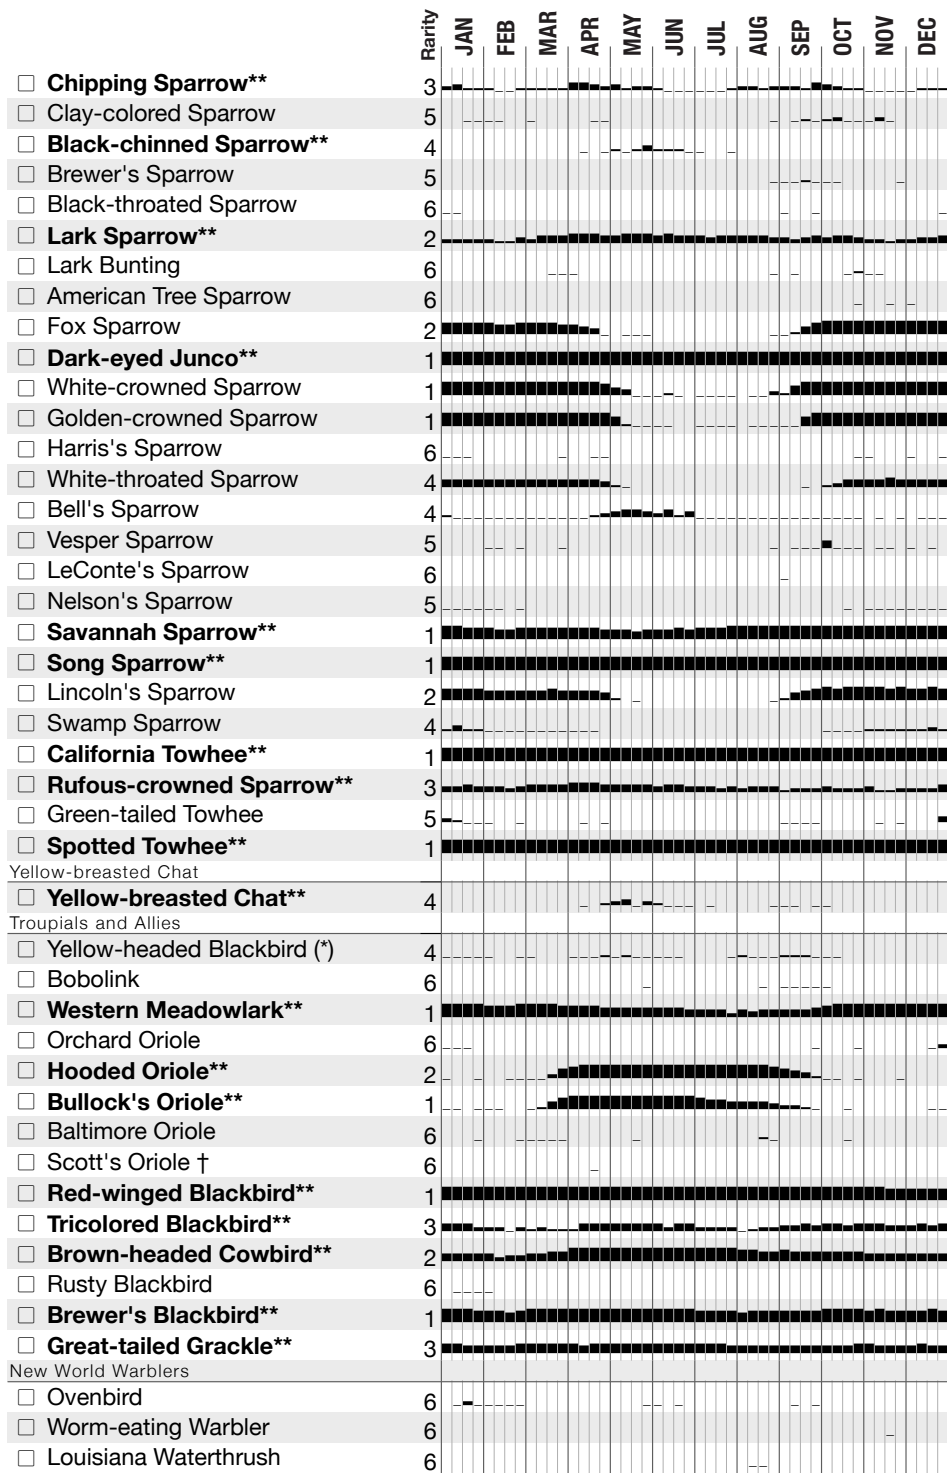 Rarity JAN FEB MAR APR MAY JUN JUL AUG SEP OCT NOV DEC
Chipping Sparrow** 3
Clay-colored Sparrow 5
Black-chinned Sparrow** 4
Brewer's Sparrow 5
Black-throated Sparrow 6
Lark Sparrow** 2
Lark Bunting 6
American Tree Sparrow 6
Fox Sparrow 2
Dark-eyed Junco** 1
White-crowned Sparrow 1
Golden-crowned Sparrow 1
Harris's Sparrow 6
White-throated Sparrow 4
Bell's Sparrow 4
Vesper Sparrow 5
LeConte's Sparrow 6
Nelson's Sparrow 5
Savannah Sparrow** 1
Song Sparrow** 1
Lincoln's Sparrow 2
Swamp Sparrow 4
California Towhee** 1
Rufous-crowned Sparrow** 3
Green-tailed Towhee 5
Spotted Towhee** 1
Yellow-breasted Chat
Yellow-breasted Chat** 4
Troupials and Allies
Yellow-headed Blackbird (*) 4
Bobolink 6
Western Meadowlark** 1
Orchard Oriole 6
Hooded Oriole** 2
Bullock's Oriole** 1
Baltimore Oriole 6
Scott's Oriole † 6
Red-winged Blackbird** 1
Tricolored Blackbird** 3
Brown-headed Cowbird** 2
Rusty Blackbird 6
Brewer's Blackbird** 1
Great-tailed Grackle** 3
New World Warblers
Ovenbird 6
Worm-eating Warbler 6
Louisiana Waterthrush 6